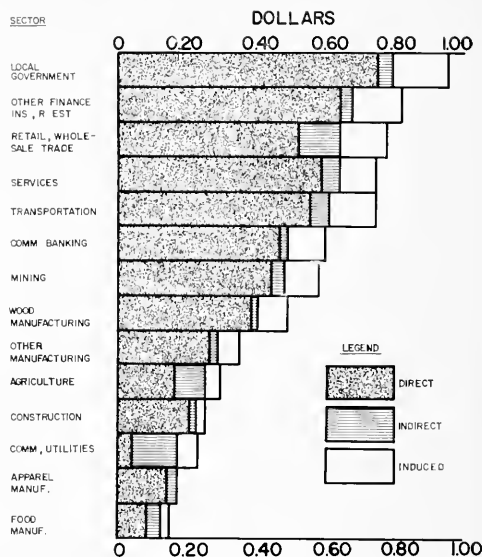 SECTOR
DOLLARS
0 0.20 0.40 0.60 0.80 1.00
LOCAL
GOVERNMENT
OTHER FINANCE
INS, R EST
RETAIL, WHOLE-
SALE TRADE
SERVICES
TRANSPORTATION
COMM BANKING
MINING
WOOD
MANUFACTURING
OTHER
MANUFACTURING
AGRICULTURE
CONSTRUCTION
COMM, UTILITIES
APPAREL
MANUF.
FOOD
MANUF.
LEGEND
DIRECT
INDIRECT
INDUCED
0 0.20 0.40 0.60 0.80 1.00